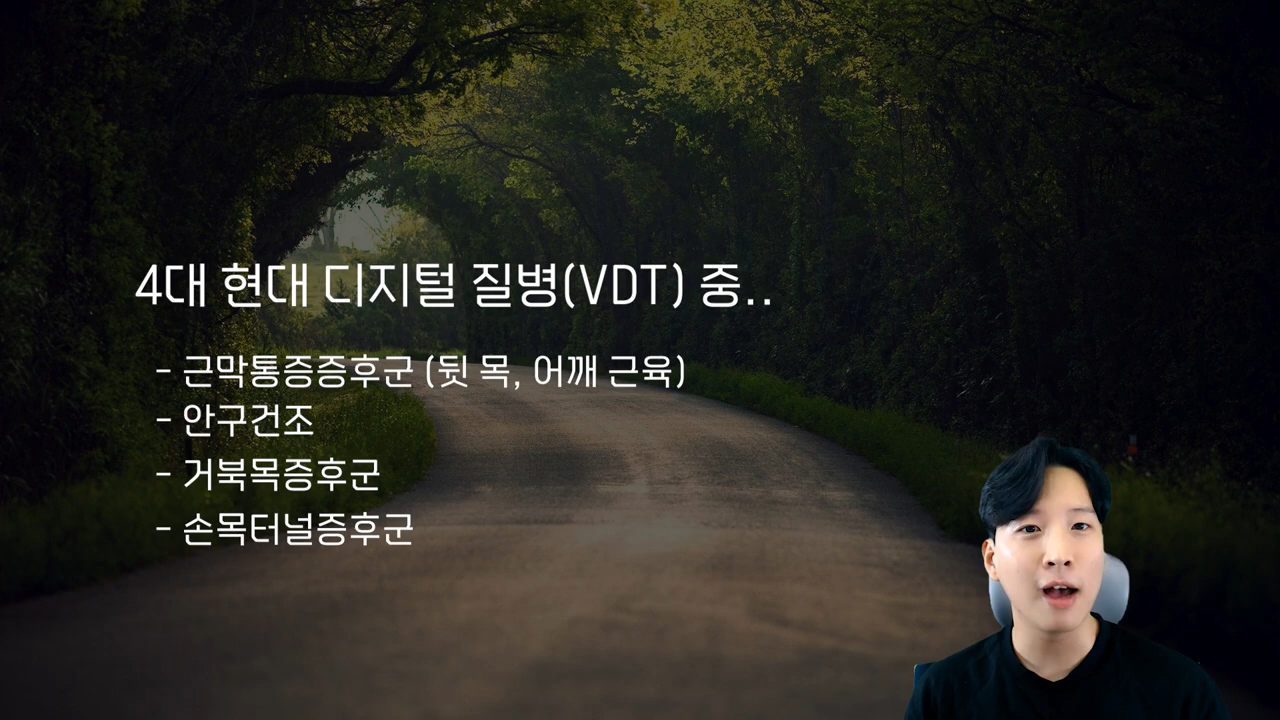 4대 현대 디지털 질병(VDT) 중..
- 근막통증증후군 (뒷 목, 어깨 근육)
- 안구건조
- 거북목증후군
- 손목터널증후군